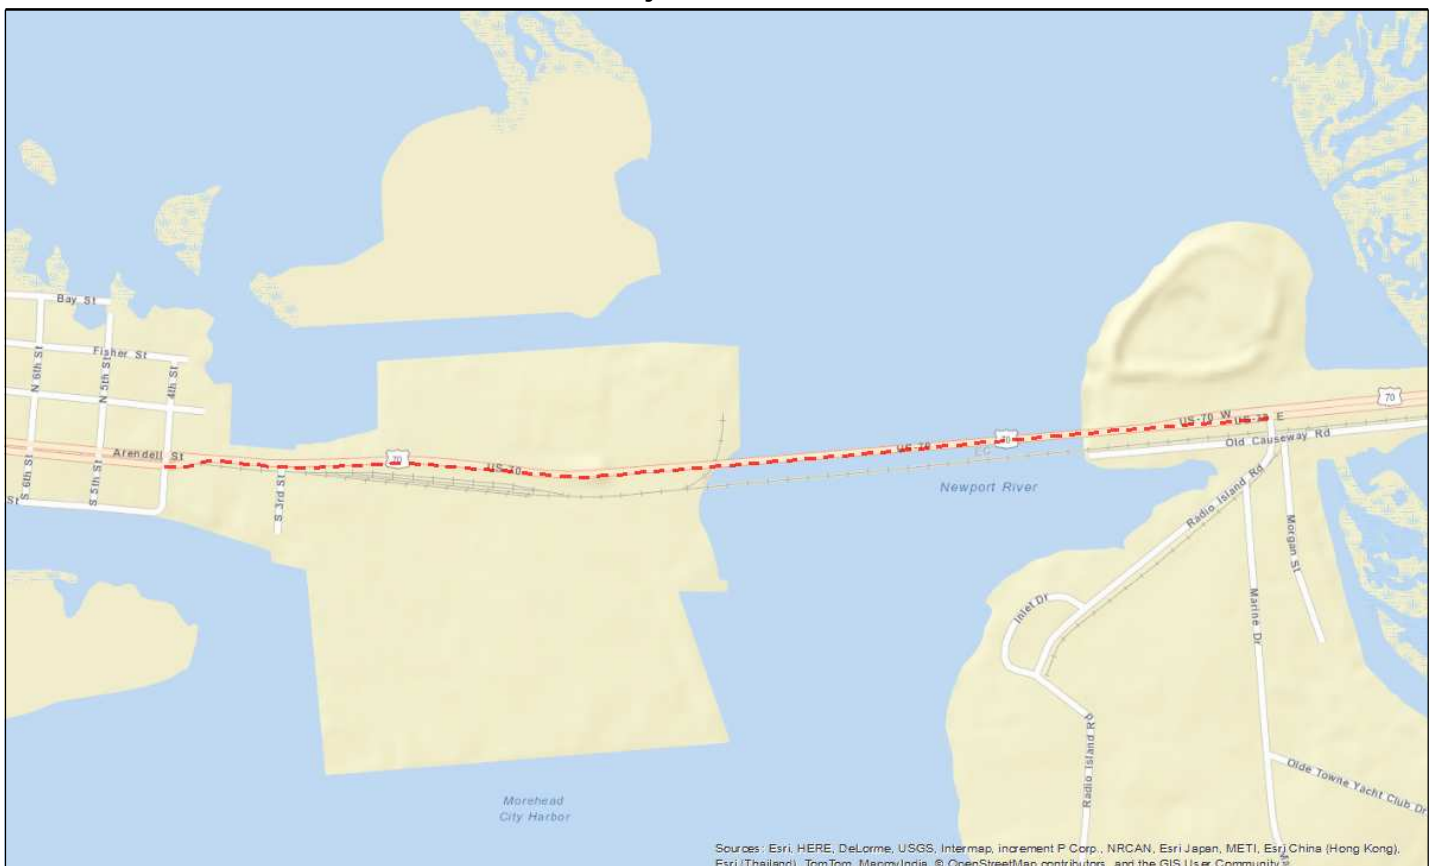 Bay St
Fisher St
N 6th St
N 5th St
4th St
Arendell St
S 6th St
S 5th St
St
S 3rd St
70
US-70
US-70
70
US-70 W
E
70
Old Causeway Rd
Newport River
Radio Island Rd
Morgan St
Inlet Dr
Marine Dr
Radio Island Rd
Olde Towne Yacht Club Dr
Morehead
City Harbor
Sources: Esri, HERE, DeLorme, USGS, Intermap, increment P Corp., NRCAN, Esri Japan, METI, Esri China (Hong Kong),
Esri (Thailand), TomTom, MapmyIndia, © OpenStreetMap contributors, and the GIS User Community